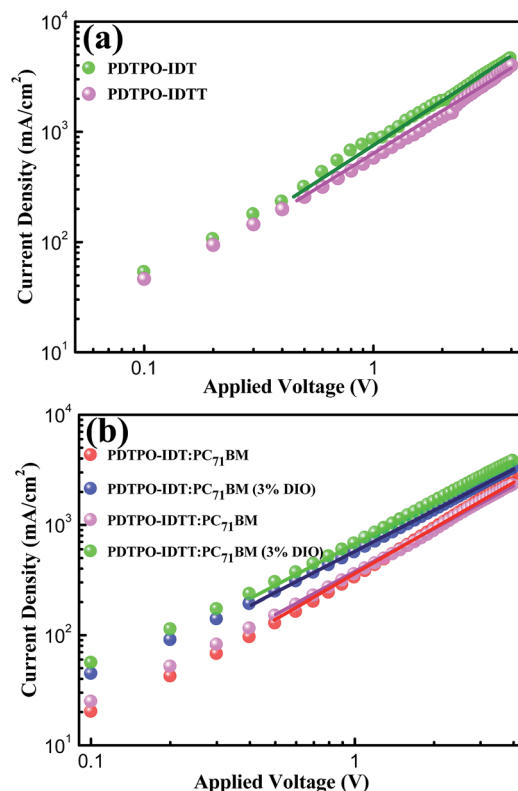 (a)
PDTPO-IDT
PDTPO-IDTT
Current Density (mA/cm²)
10⁴
10³
10²
10¹
0.1
1
Applied Voltage (V)
(b)
PDTPO-IDT:PC₇₁BM
PDTPO-IDT:PC₇₁BM (3% DIO)
PDTPO-IDTT:PC₇₁BM
PDTPO-IDTT:PC₇₁BM (3% DIO)
Current Density (mA/cm²)
10⁴
10³
10²
10¹
0.1
1
Applied Voltage (V)